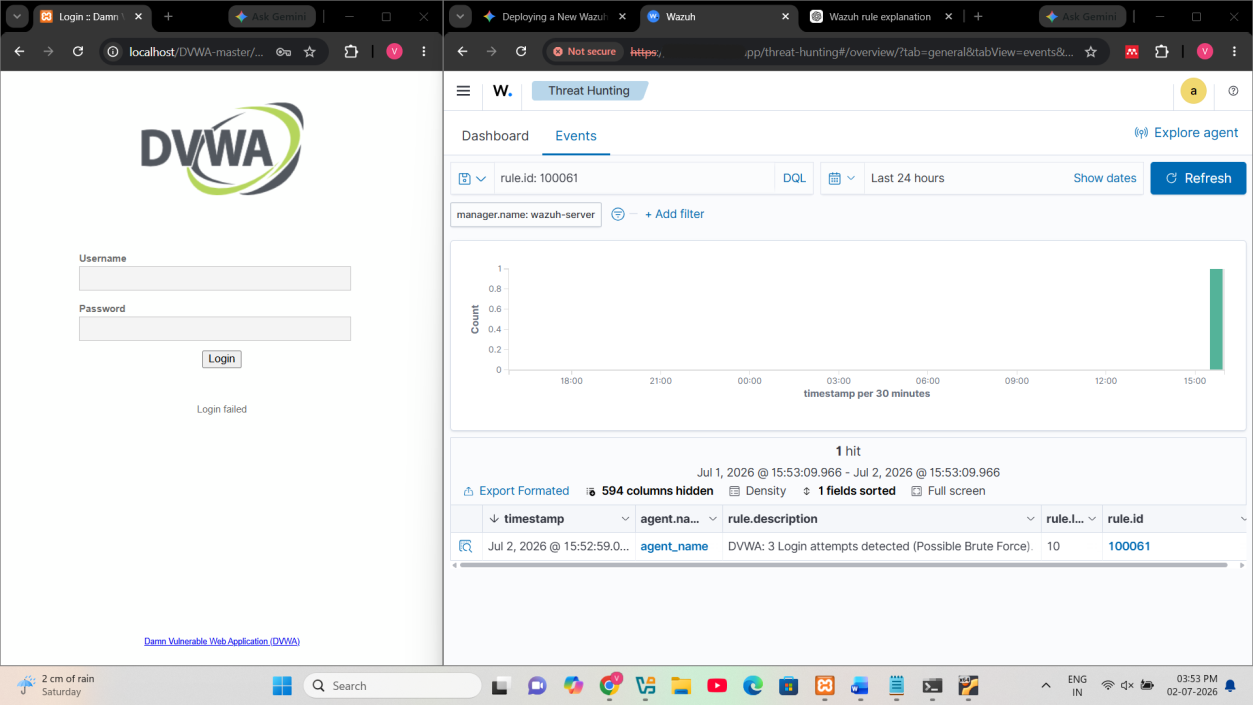 Login :: Damn V
Ask Gemini
localhost/DVWA-master/...
V
DVWA
Username
Password
Login
Login failed
Damn Vulnerable Web Application (DVWA)
Deploying a New Wazuh
Wazuh
Wazuh rule explanation
Ask Gemini
Not secure
https:
/pp/threat-hunting#/overview/?tab=general&tabView=events&...
V
W.
Threat Hunting
a
Dashboard
Events
Explore agent
rule.id: 100061
DQL
Last 24 hours
Show dates
Refresh
manager.name: wazuh-server
+ Add filter
Count
1
0.8
0.6
0.4
0.2
0
18:00
21:00
00:00
03:00
06:00
09:00
12:00
15:00
timestamp per 30 minutes
1 hit
Jul 1, 2026 @ 15:53:09.966 - Jul 2, 2026 @ 15:53:09.966
Export Formated
594 columns hidden
Density
1 fields sorted
Full screen
timestamp
agent.na...
rule.description
rule.l...
rule.id
Jul 2, 2026 @ 15:52:59.0...
agent_name
DVWA: 3 Login attempts detected (Possible Brute Force).
10
100061
2 cm of rain
Saturday
Search
V
ENG
IN
03:53 PM
02-07-2026